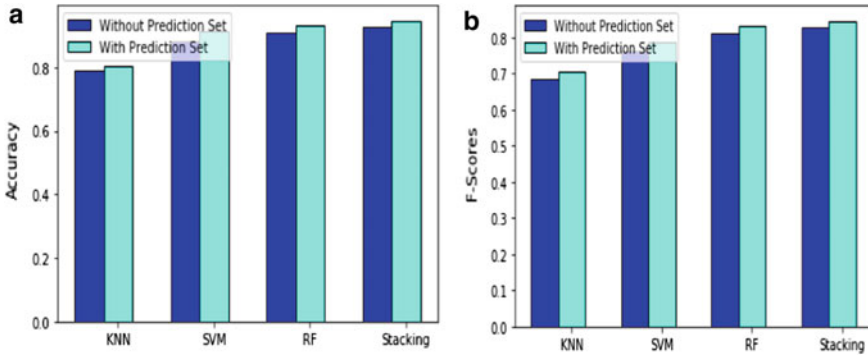 a
Without Prediction Set
With Prediction Set
0.8
0.6
0.4
0.2
0.0
Accuracy
KNN SVM RF Stacking
b
Without Prediction Set
With Prediction Set
0.8
0.7
0.6
0.5
0.4
0.3
0.2
0.1
0.0
F-Scores
KNN SVM RF Stacking